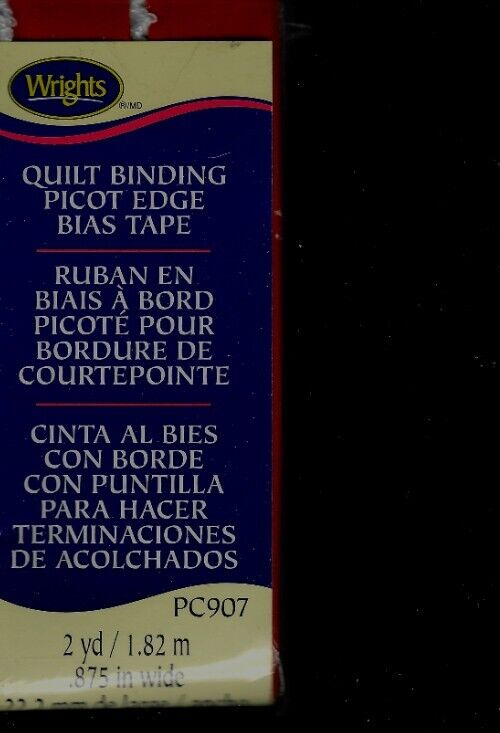 Wrights
®/MD
QUILT BINDING
PICOT EDGE
BIAS TAPE
RUBAN EN
BIAIS À BORD
PICOTÉ POUR
BORDURE DE
COURTEPOINTE
CINTA AL BIES
CON BORDE
CON PUNTILLA
PARA HACER
TERMINACIONES
DE ACOLCHADOS
PC907
2 yd / 1.82 m
.875 in wide